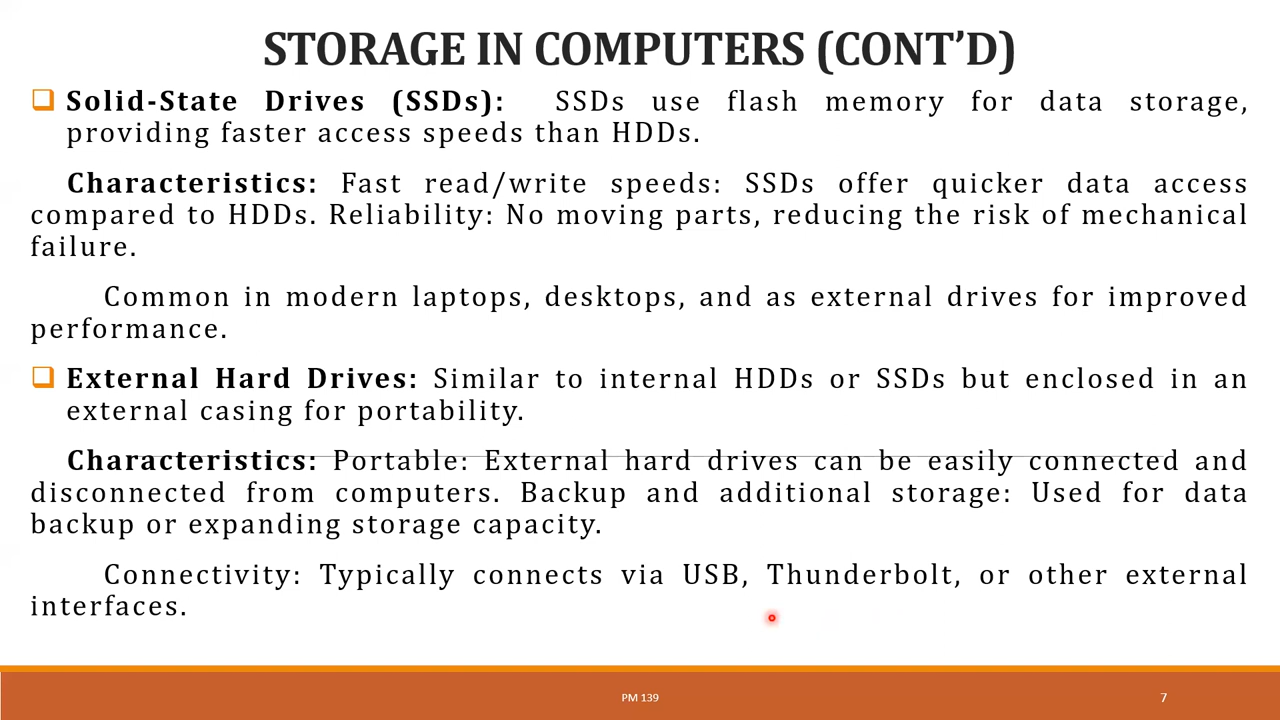 STORAGE IN COMPUTERS (CONT’D)
Solid-State Drives (SSDs): SSDs use flash memory for data storage,
providing faster access speeds than HDDs.
Characteristics: Fast read/write speeds: SSDs offer quicker data access
compared to HDDs. Reliability: No moving parts, reducing the risk of mechanical
failure.
Common in modern laptops, desktops, and as external drives for improved
performance.
External Hard Drives: Similar to internal HDDs or SSDs but enclosed in an
external casing for portability.
Characteristics: Portable: External hard drives can be easily connected and
disconnected from computers. Backup and additional storage: Used for data
backup or expanding storage capacity.
Connectivity: Typically connects via USB, Thunderbolt, or other external
interfaces.
PM 139
7